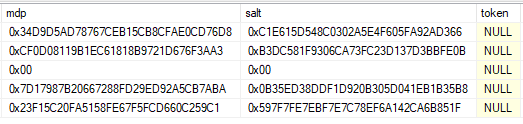 mdp salt token
0x34D9D5AD78767CEB15CB8CFAE0CD76D8 0xC1E615D548C0302A5E4F605FA92AD366 NULL
0xCF0D08119B1EC61818B9721D676F3AA3 0xB3DC581F9306CA73FC23D137D3BBFE0B NULL
0x00 0x00 NULL
0x7D17987B20667288FD29ED92A5CB7ABA 0x0B35ED38DDF1D920B305D041EB1B35B8 NULL
0x23F15C20FA5158FE67F5FCD660C259C1 0x597F7FE7EBF7E7C78EF6A142CA6B851F NULL